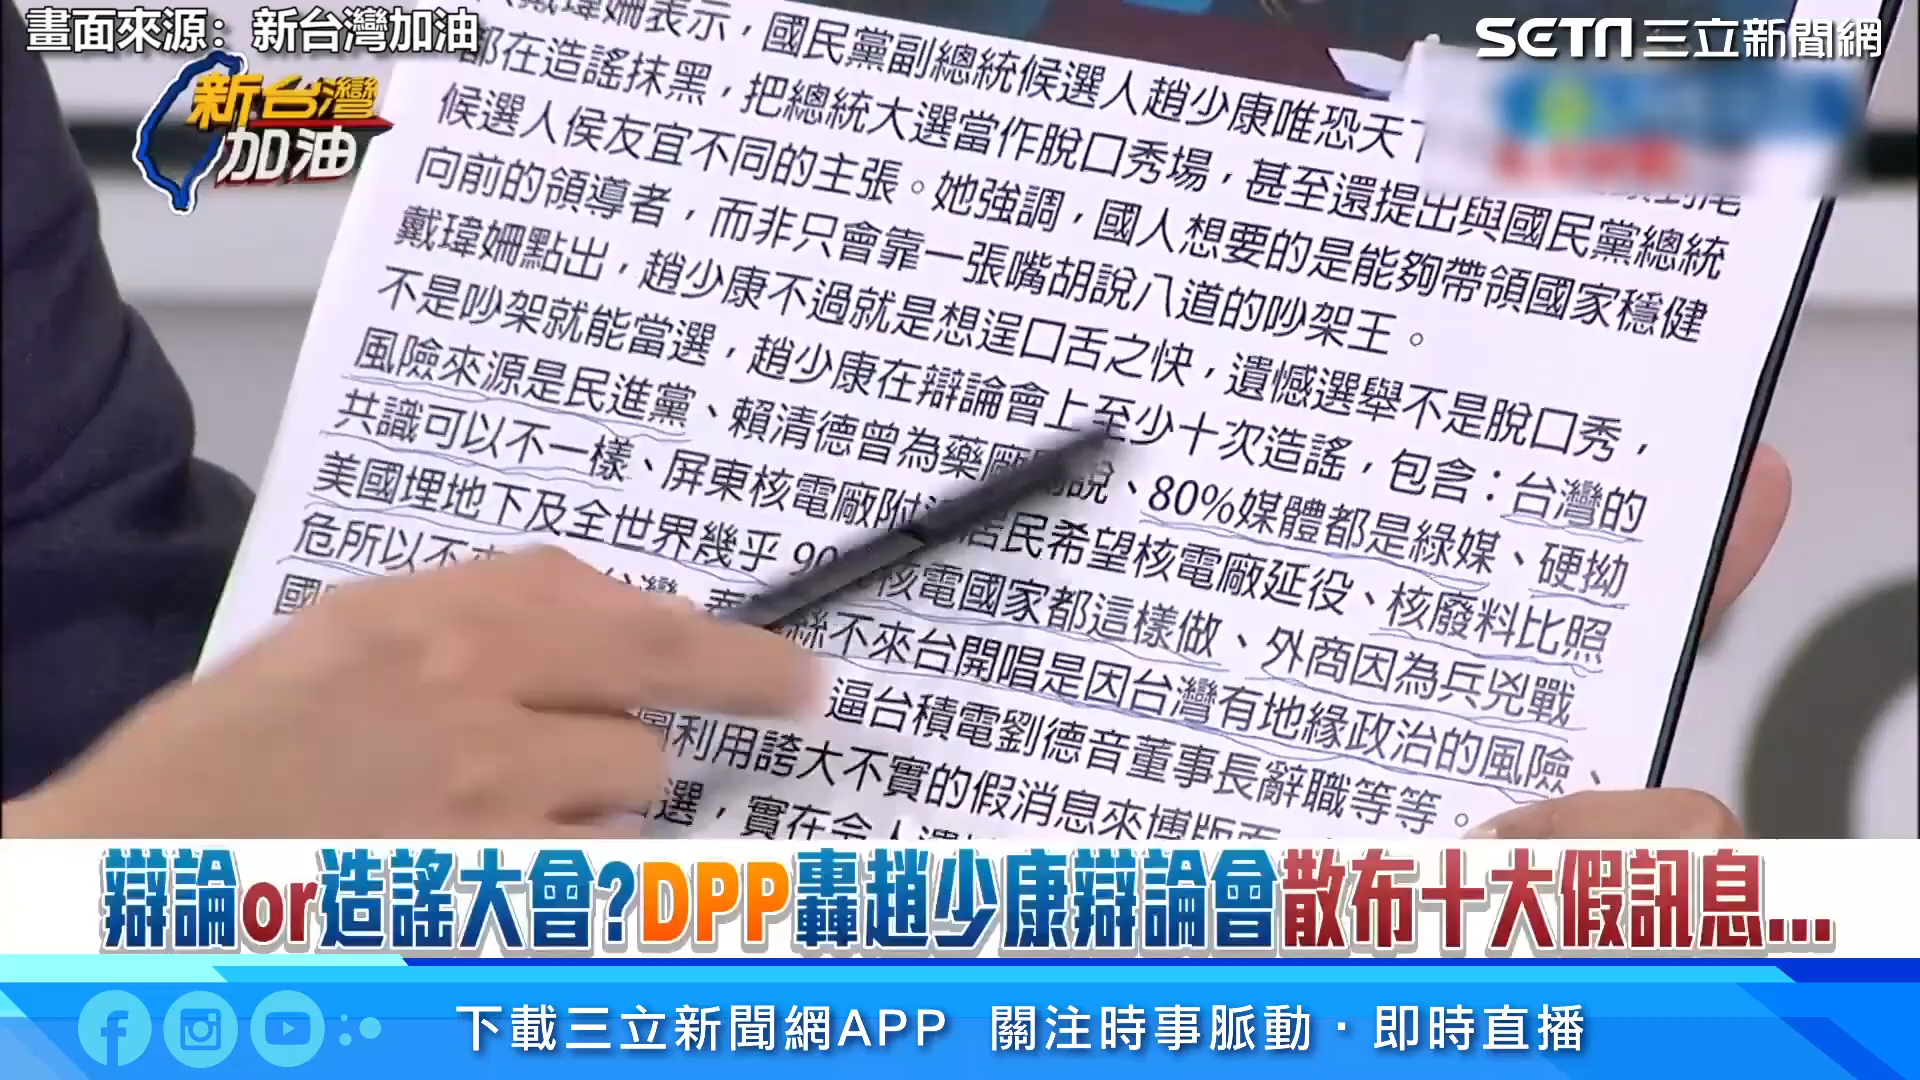 畫面來源：新台灣加油
SETN三立新聞網
新台灣
加油
戴瑋姍表示，國民黨副總統候選人趙少康唯恐天
都在造謠抹黑，把總統大選當作脫口秀場，甚至還提出與國民黨總統
候選人侯友宜不同的主張。她強調，國人想要的是能夠帶領國家穩健
向前的領導者，而非只會靠一張嘴胡說八道的吵架王。
戴瑋姍點出，趙少康不過就是想逞口舌之快，遺憾選舉不是脫口秀，
不是吵架就能當選，趙少康在辯論會上至少十次造謠，包含：台灣的
風險來源是民進黨、賴清德曾為藥廠 說、80%媒體都是綠媒、硬拗
共識可以不一樣、屏東核電廠附 居民希望核電廠延役、核廢料比照
美國埋地下及全世界幾乎 90 核電國家都這樣做、外商因為兵兇戰
危所以不 絲不來台開唱是因台灣有地緣政治的風險、
國 逼台積電劉德音董事長辭職等等。
利用誇大不實的假消息來博版面
選，實在令人
辯論or造謠大會?DPP轟趙少康辯論會散布十大假訊息...
下載三立新聞網APP 關注時事脈動・即時直播